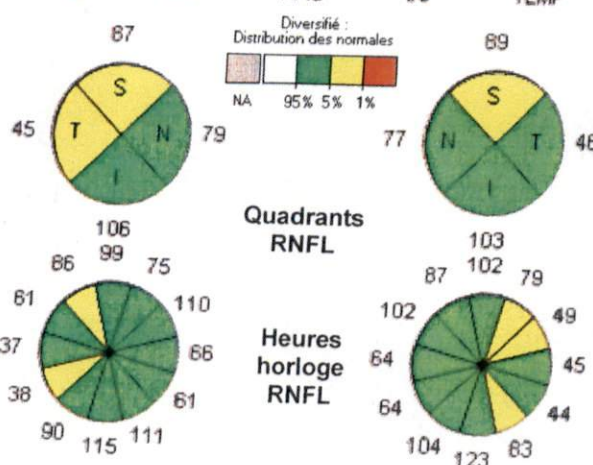 TEMP
Diversifié :
Distribution des normales
NA 95% 5% 1%
87
S
T N
I
45 79
106
89
S
N T
I
77 48
103
Quadrants
RNFL
99
86 75
61 110
37 66
38 61
90 111
115
Heures
horloge
RNFL
102
87 79
102 49
64 45
64 44
104 83
123